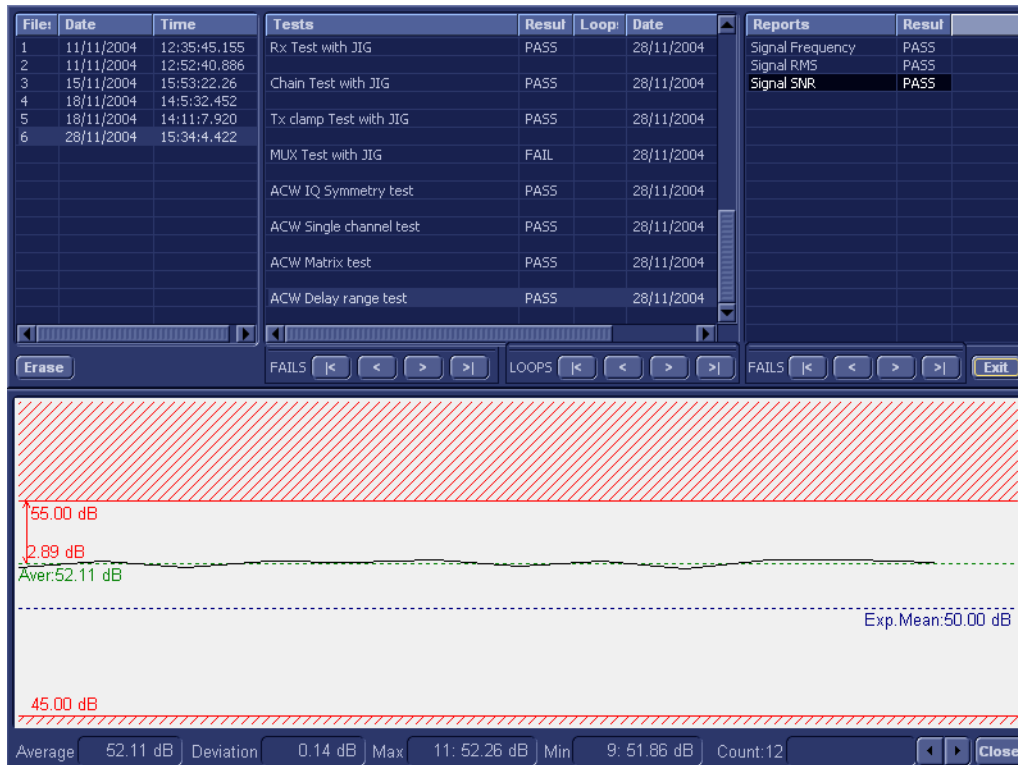 File: Date Time Tests Resul Loop: Date Reports Resul
1 11/11/2004 12:35:45.155
2 11/11/2004 12:52:40.886
3 15/11/2004 15:53:22.26
4 18/11/2004 14:5:32.452
5 18/11/2004 14:11:7.920
6 28/11/2004 15:34:4.422
Rx Test with JIG PASS 28/11/2004
Chain Test with JIG PASS 28/11/2004
Tx clamp Test with JIG PASS 28/11/2004
MUX Test with JIG FAIL 28/11/2004
ACW IQ Symmetry test PASS 28/11/2004
ACW Single channel test PASS 28/11/2004
ACW Matrix test PASS 28/11/2004
ACW Delay range test PASS 28/11/2004
Signal Frequency PASS
Signal RMS PASS
Signal SNR PASS
Erase FAILS |< < > >| LOOPS |< < > >| FAILS |< < > >| Exit
55.00 dB
2.89 dB
Aver:52.11 dB
Exp.Mean:50.00 dB
45.00 dB
Average 52.11 dB Deviation 0.14 dB Max 11: 52.26 dB Min 9: 51.86 dB Count:12 Close